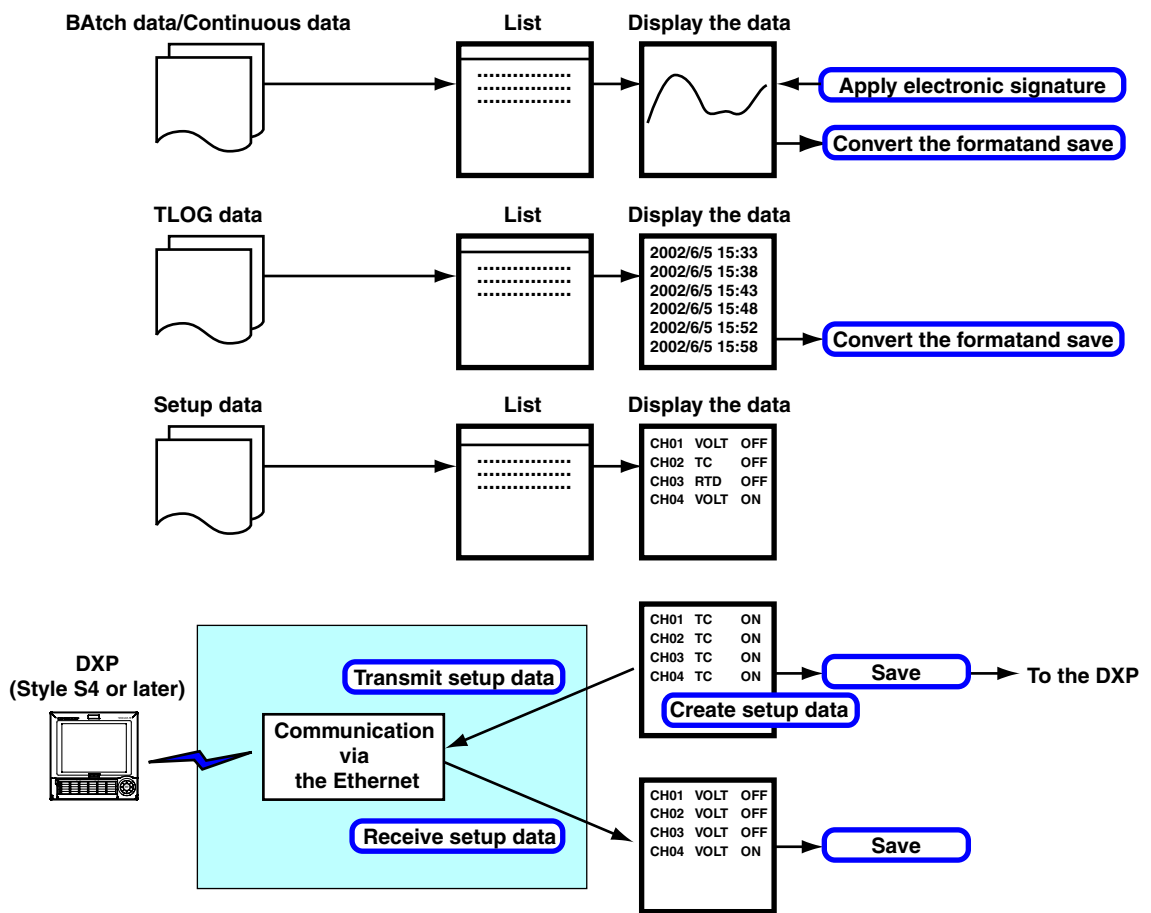 BAtch data/Continuous data
List
Display the data
Apply electronic signature
Convert the formatand save
TLOG data
List
Display the data
2002/6/5 15:33
2002/6/5 15:38
2002/6/5 15:43
2002/6/5 15:48
2002/6/5 15:52
2002/6/5 15:58
Convert the formatand save
Setup data
List
Display the data
CH01 VOLT OFF
CH02 TC OFF
CH03 RTD OFF
CH04 VOLT ON
DXP
(Style S4 or later)
Transmit setup data
Communication
via
the Ethernet
Receive setup data
CH01 TC ON
CH02 TC ON
CH03 TC ON
CH04 TC ON
Create setup data
Save
To the DXP
CH01 VOLT OFF
CH02 VOLT OFF
CH03 VOLT OFF
CH04 VOLT ON
Save